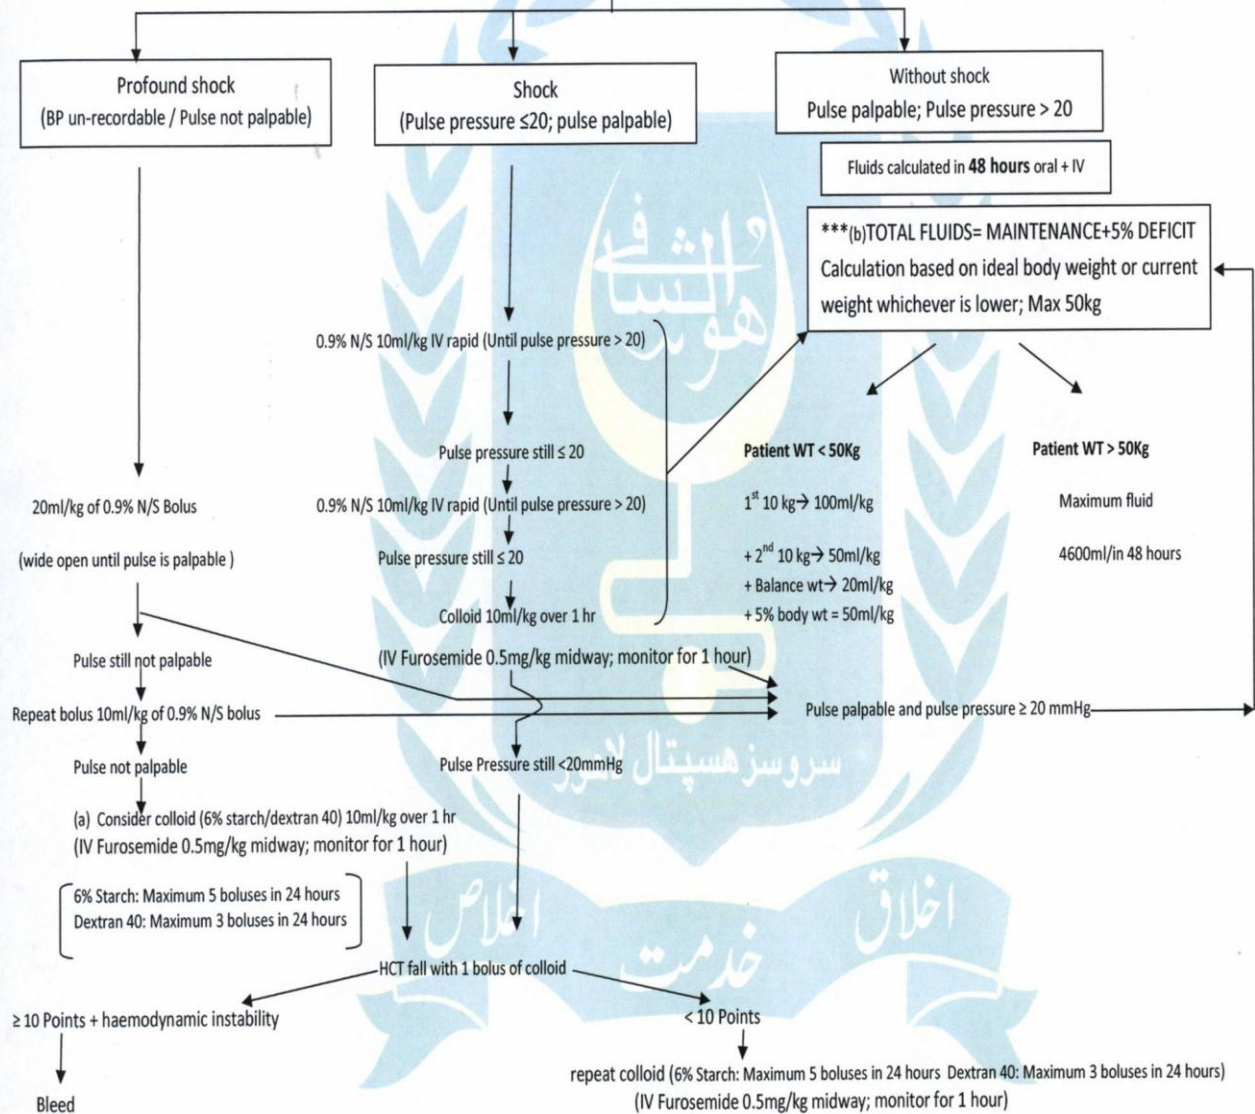 Profound shock
(BP un-recordable / Pulse not palpable)
Shock
(Pulse pressure ≤20; pulse palpable)
Without shock
Pulse palpable; Pulse pressure > 20
Fluids calculated in 48 hours oral + IV
***(b)TOTAL FLUIDS= MAINTENANCE+5% DEFICIT
Calculation based on ideal body weight or current
weight whichever is lower; Max 50kg
20ml/kg of 0.9% N/S Bolus
(wide open until pulse is palpable )
Pulse still not palpable
Repeat bolus 10ml/kg of 0.9% N/S bolus
Pulse not palpable
(a) Consider colloid (6% starch/dextran 40) 10ml/kg over 1 hr
(IV Furosemide 0.5mg/kg midway; monitor for 1 hour)
6% Starch: Maximum 5 boluses in 24 hours
Dextran 40: Maximum 3 boluses in 24 hours
0.9% N/S 10ml/kg IV rapid (Until pulse pressure > 20)
Pulse pressure still ≤ 20
0.9% N/S 10ml/kg IV rapid (Until pulse pressure > 20)
Pulse pressure still ≤ 20
Colloid 10ml/kg over 1 hr
(IV Furosemide 0.5mg/kg midway; monitor for 1 hour)
Pulse Pressure still <20mmHg
Patient WT < 50Kg
1st 10 kg→ 100ml/kg
+ 2nd 10 kg→ 50ml/kg
+ Balance wt→ 20ml/kg
+ 5% body wt = 50ml/kg
Patient WT > 50Kg
Maximum fluid
4600ml/in 48 hours
Pulse palpable and pulse pressure ≥ 20 mmHg
HCT fall with 1 bolus of colloid
≥ 10 Points + haemodynamic instability
Bleed
< 10 Points
repeat colloid (6% Starch: Maximum 5 boluses in 24 hours Dextran 40: Maximum 3 boluses in 24 hours)
(IV Furosemide 0.5mg/kg midway; monitor for 1 hour)
هو الشافی
سروسز ہسپتال لاہور
اخلاق
خدمت
اخلاص